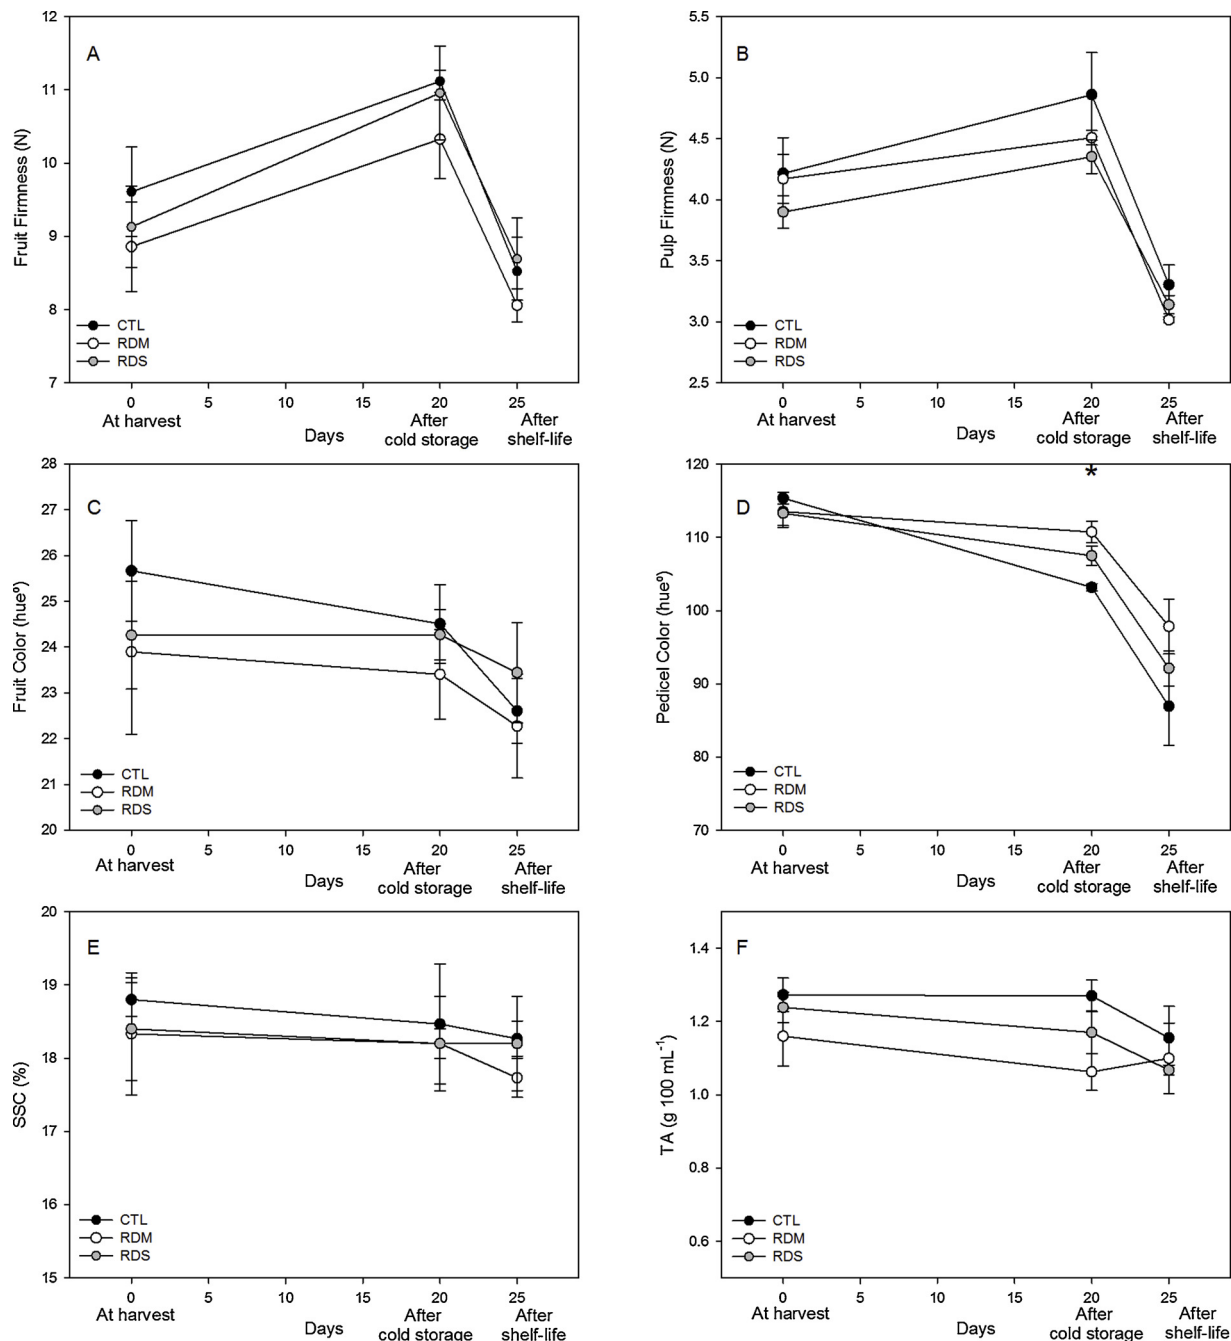 12
11
10
9
8
7
Fruit Firmness (N)
A
CTL
RDM
RDS
0 5 10 15 20 25
At harvest Days After cold storage After shelf-life
5.5
5.0
4.5
4.0
3.5
3.0
2.5
Pulp Firmness (N)
B
CTL
RDM
RDS
0 5 10 15 20 25
At harvest Days After cold storage After shelf-life
28
27
26
25
24
23
22
21
20
Fruit Color (hueº)
C
CTL
RDM
RDS
0 5 10 15 20 25
At harvest Days After cold storage After shelf-life
120
110
100
90
80
70
Pedicel Color (hueº)
D
*
CTL
RDM
RDS
0 5 10 15 20 25
At harvest Days After cold storage After shelf-life
20
19
18
17
16
15
SSC (%)
E
CTL
RDM
RDS
0 5 10 15 20 25
At harvest Days After cold storage After shelf-life
1.4
1.2
1.0
0.8
0.6
TA (g 100 mL⁻¹)
F
CTL
RDM
RDS
0 5 10 15 20 25
At harvest Days After cold storage After shelf-life